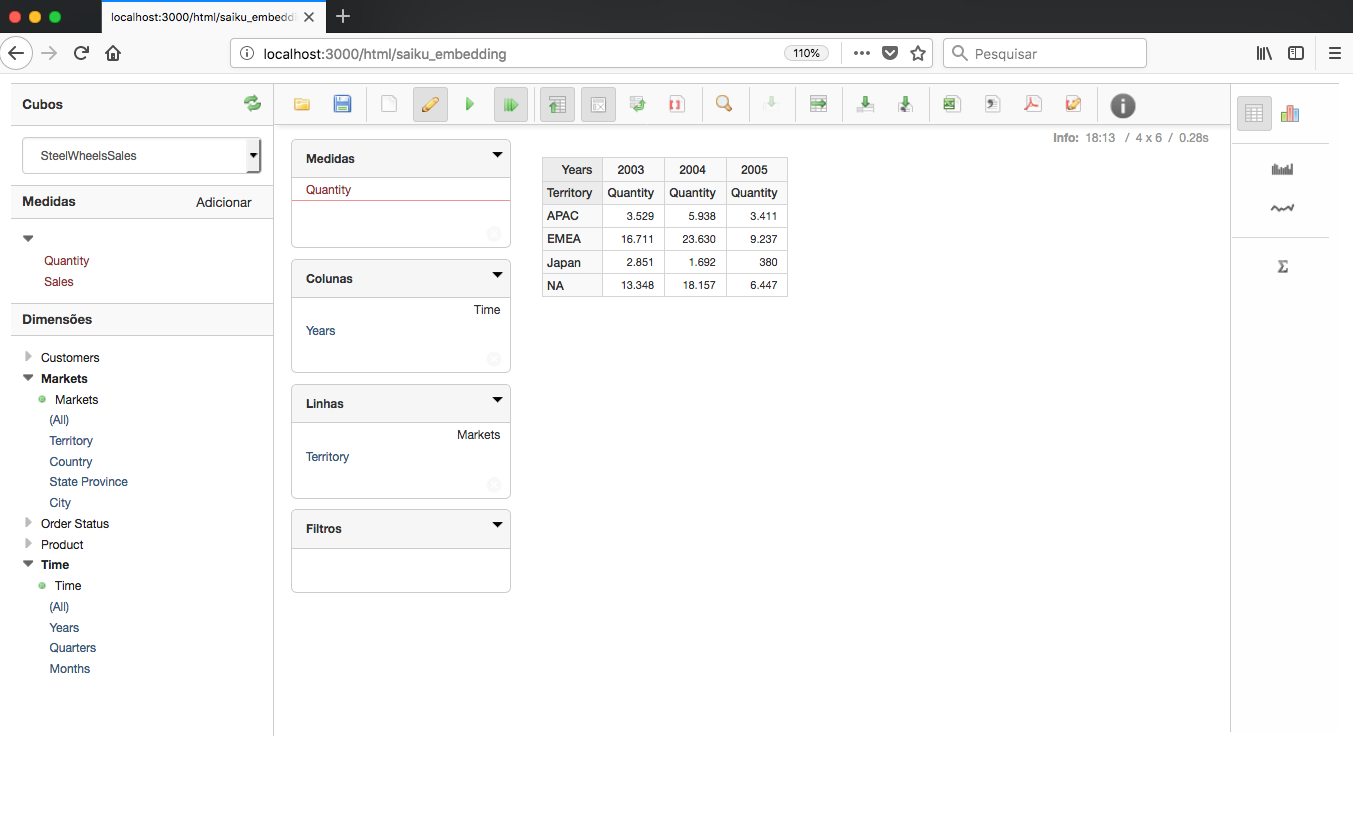 localhost:3000/html/saiku_embeddi
localhost:3000/html/saiku_embedding
110%
Pesquisar
Cubos
SteelWheelsSales
Medidas Adicionar
Quantity
Sales
Dimensões
Customers
Markets
Markets
(All)
Territory
Country
State Province
City
Order Status
Product
Time
Time
(All)
Years
Quarters
Months
Medidas
Quantity
Colunas
Time
Years
Linhas
Markets
Territory
Filtros
Info: 18:13 / 4 x 6 / 0.28s
Years 2003 2004 2005
Territory Quantity Quantity Quantity
APAC 3.529 5.938 3.411
EMEA 16.711 23.630 9.237
Japan 2.851 1.692 380
NA 13.348 18.157 6.447
Σ